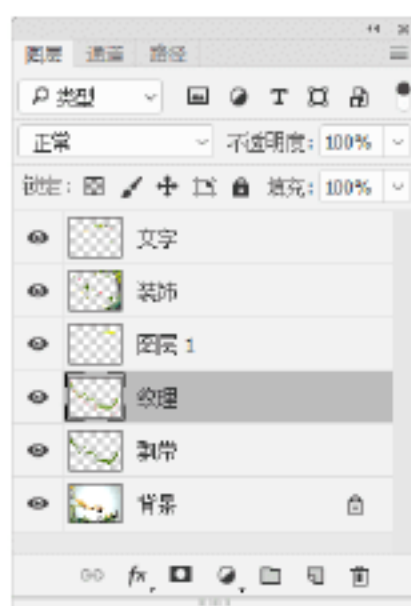 图层 通道 路径
类型 T
正常 不透明度: 100%
锁定: 填充: 100%
文字
装饰
图层 1
纹理
飘带
背景
fx